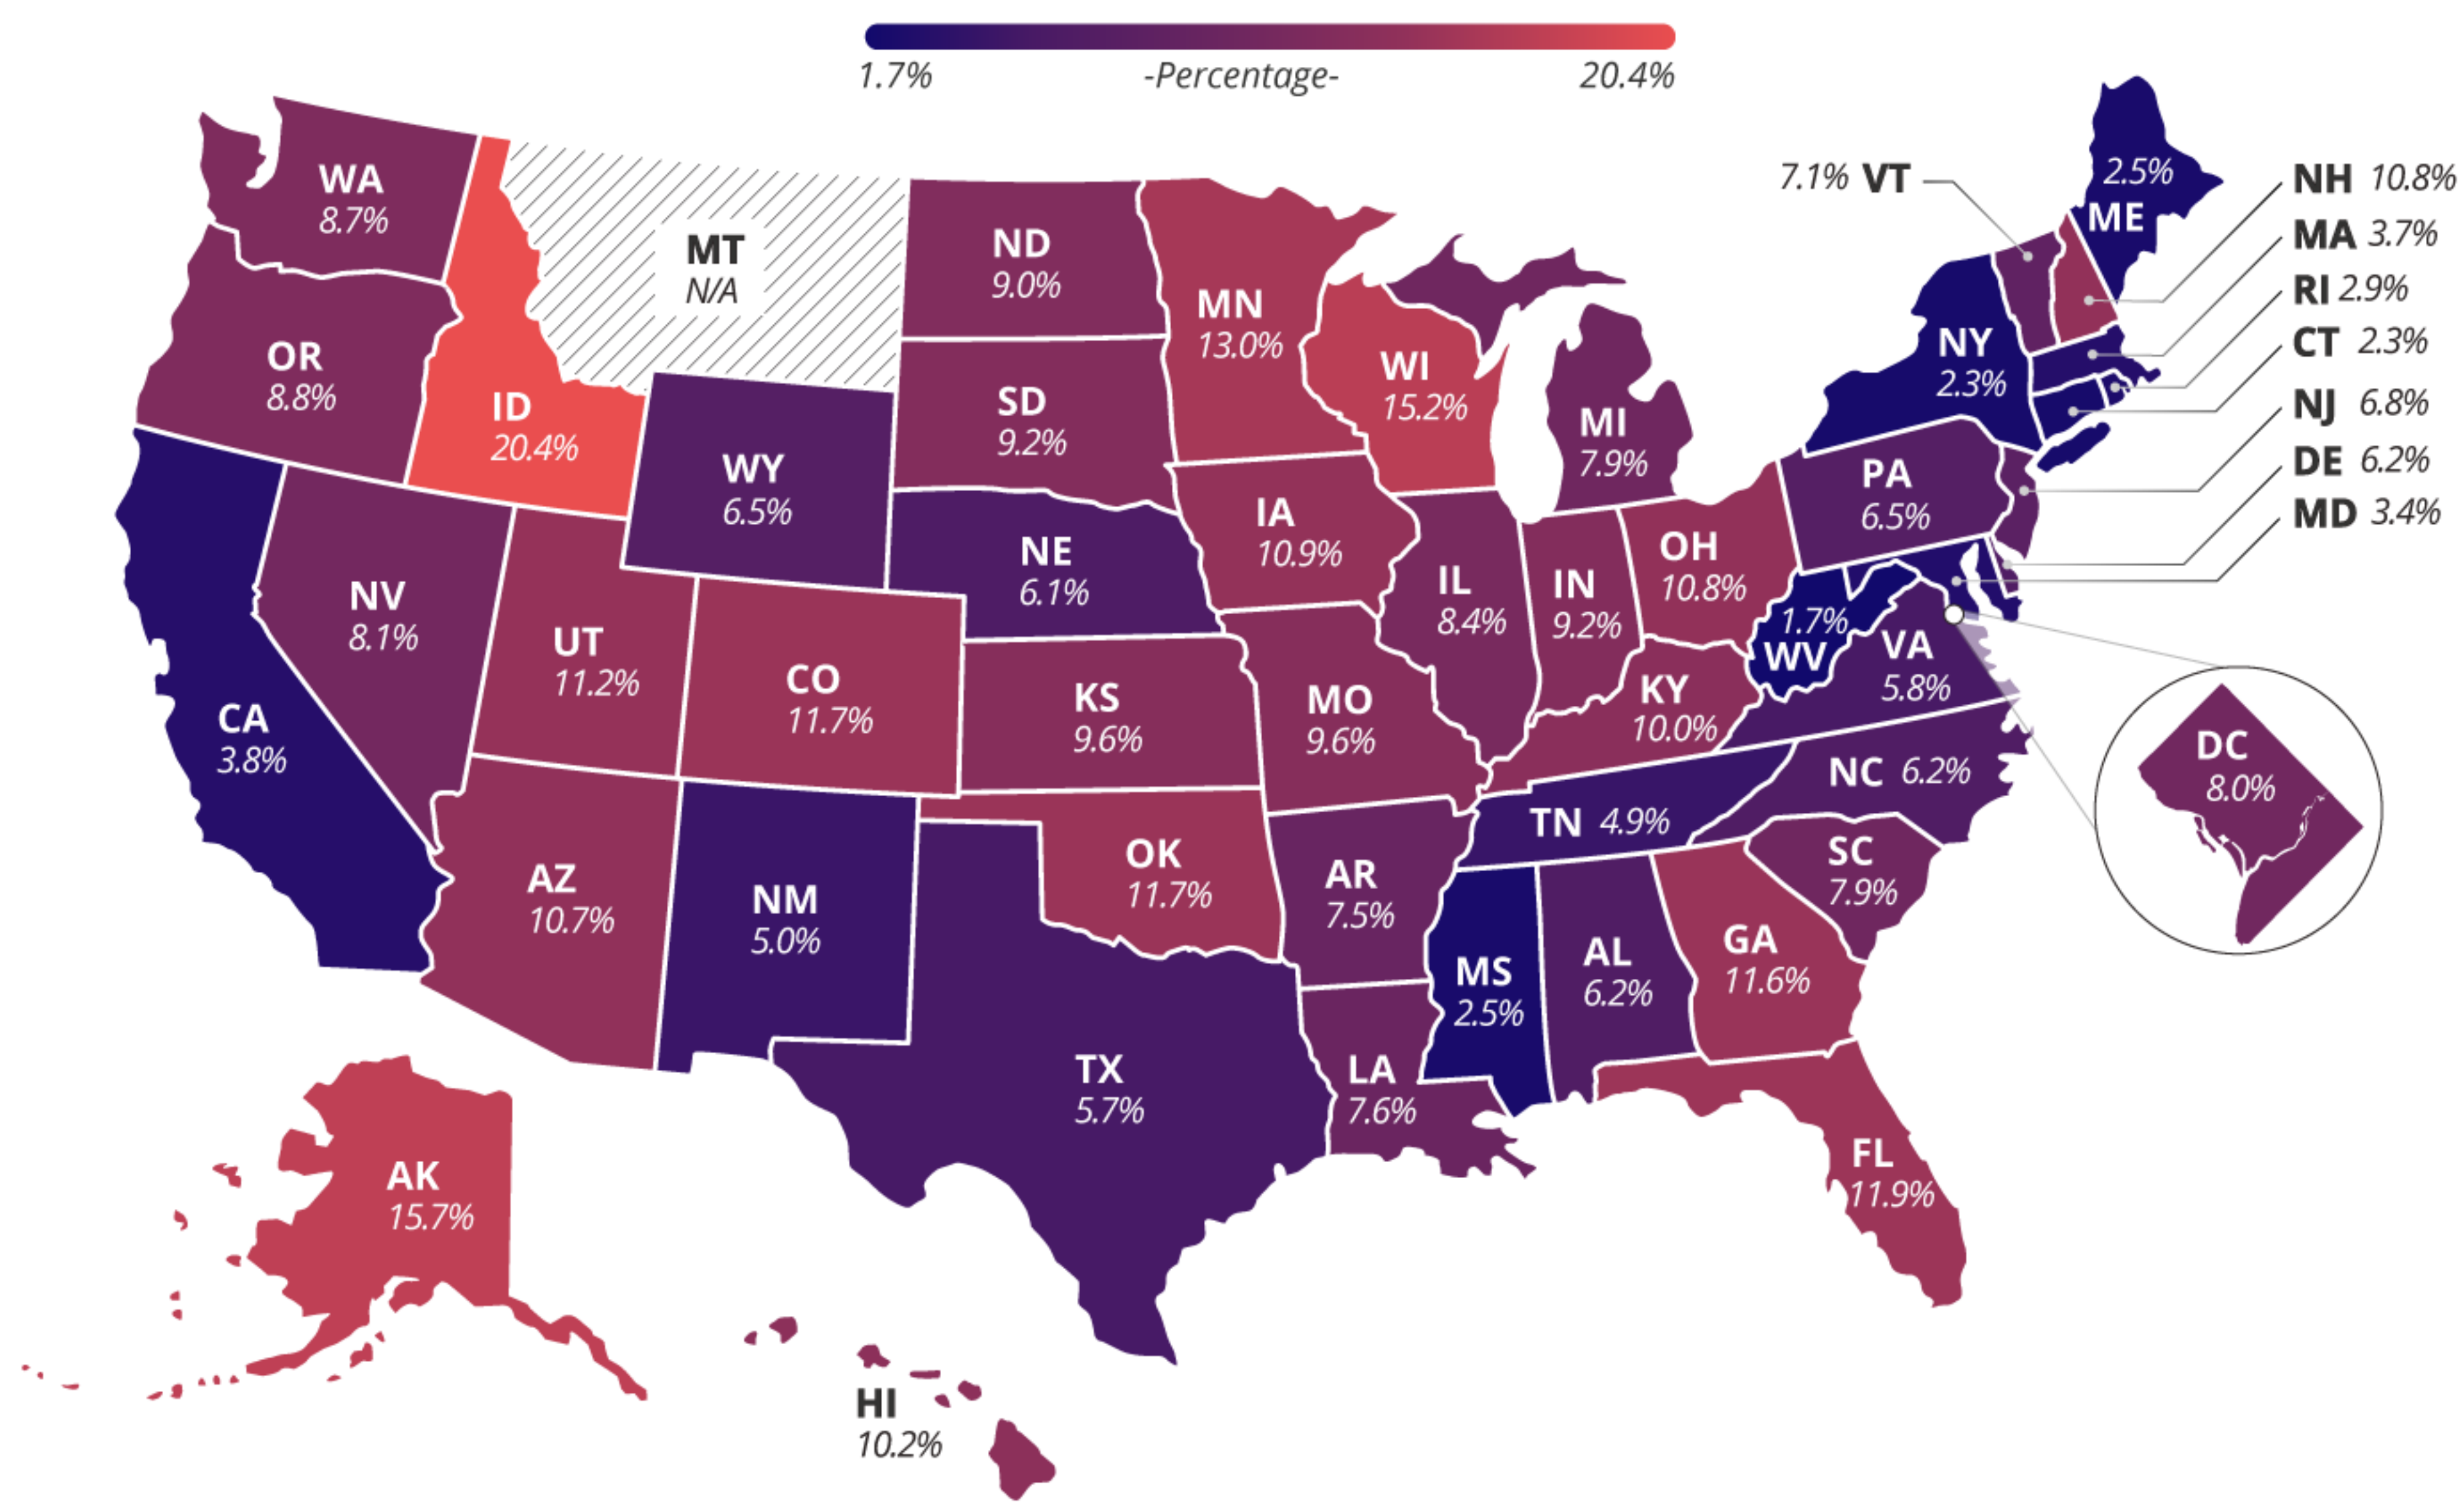 1.7%
-Percentage-
20.4%
WA
8.7%
MT
N/A
ND
9.0%
MN
13.0%
7.1% VT
2.5%
ME
NH 10.8%
MA 3.7%
RI 2.9%
CT 2.3%
NJ 6.8%
DE 6.2%
MD 3.4%
OR
8.8%
ID
20.4%
WY
6.5%
SD
9.2%
WI
15.2%
MI
7.9%
NY
2.3%
PA
6.5%
NV
8.1%
UT
11.2%
CO
11.7%
NE
6.1%
IA
10.9%
IL
8.4%
IN
9.2%
OH
10.8%
1.7%
WV
VA
5.8%
CA
3.8%
KS
9.6%
MO
9.6%
KY
10.0%
NC 6.2%
TN 4.9%
DC
8.0%
AZ
10.7%
NM
5.0%
OK
11.7%
AR
7.5%
SC
7.9%
MS
2.5%
AL
6.2%
GA
11.6%
TX
5.7%
LA
7.6%
FL
11.9%
AK
15.7%
HI
10.2%